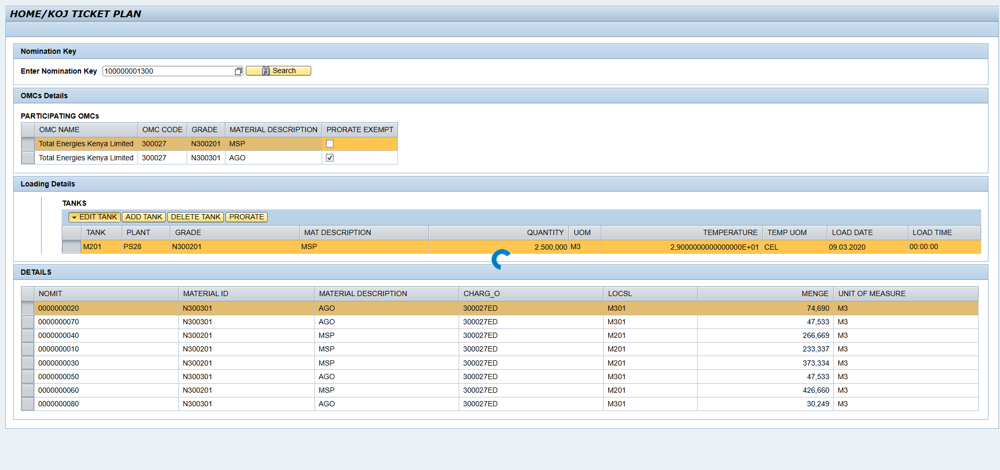 HOME/KOJ TICKET PLAN
Nomination Key
Enter Nomination Key 100000001300 Search
OMCs Details
PARTICIPATING OMCs
OMC NAME OMC CODE GRADE MATERIAL DESCRIPTION PRORATE EXEMPT
Total Energies Kenya Limited 300027 N300201 MSP
Total Energies Kenya Limited 300027 N300301 AGO
Loading Details
TANKS
EDIT TANK ADD TANK DELETE TANK PRORATE
TANK PLANT GRADE MAT DESCRIPTION QUANTITY UOM TEMPERATURE TEMP UOM LOAD DATE LOAD TIME
M201 PS28 N300201 MSP 2.500,000 M3 2,9000000000000000E+01 CEL 09.03.2020 00:00:00
DETAILS
NOMIT MATERIAL ID MATERIAL DESCRIPTION CHARG_O LOCSL MENGE UNIT OF MEASURE
0000000020 N300301 AGO 300027ED M301 74,690 M3
0000000070 N300301 AGO 300027ED M301 47,533 M3
0000000040 N300201 MSP 300027ED M201 266,669 M3
0000000010 N300201 MSP 300027ED M201 233,337 M3
0000000030 N300201 MSP 300027ED M201 373,334 M3
0000000050 N300301 AGO 300027ED M301 47,533 M3
0000000060 N300201 MSP 300027ED M201 426,660 M3
0000000080 N300301 AGO 300027ED M301 30,249 M3